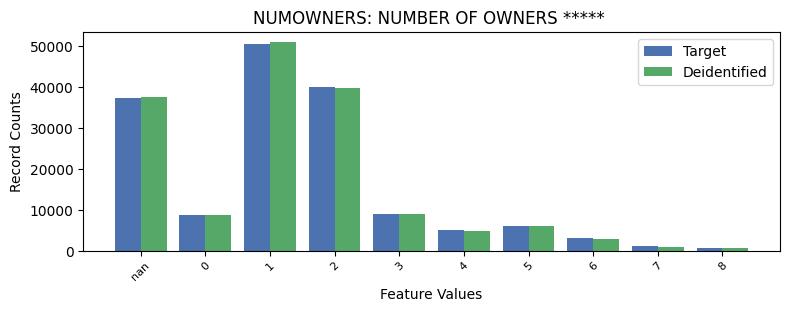 NUMOWNERS: NUMBER OF OWNERS *****
Target
Deidentified
Record Counts
50000
40000
30000
20000
10000
0
nan 0 1 2 3 4 5 6 7 8
Feature Values